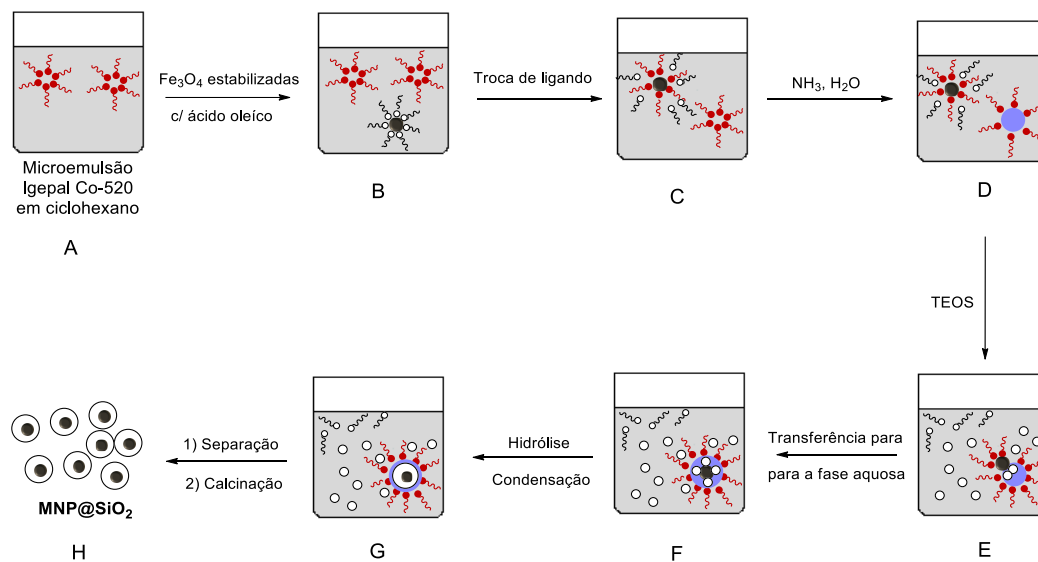 Fe₃O₄ estabilizadas
c/ ácido oleíco
Troca de ligando
NH₃, H₂O
Microemulsão
Igepal Co-520
em ciclohexano
A
B
C
D
TEOS
Transferência para
para a fase aquosa
Hidrólise
Condensação
1) Separação
2) Calcinação
MNP@SiO₂
H
G
F
E